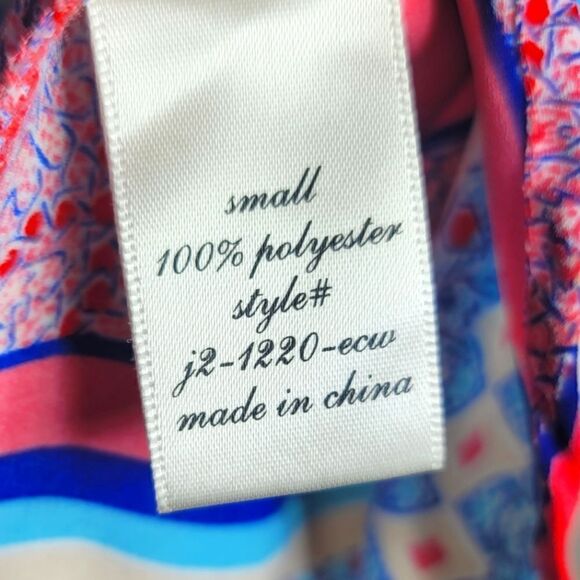 small
100% polyester
style#
j2-1220-ecw
made in china